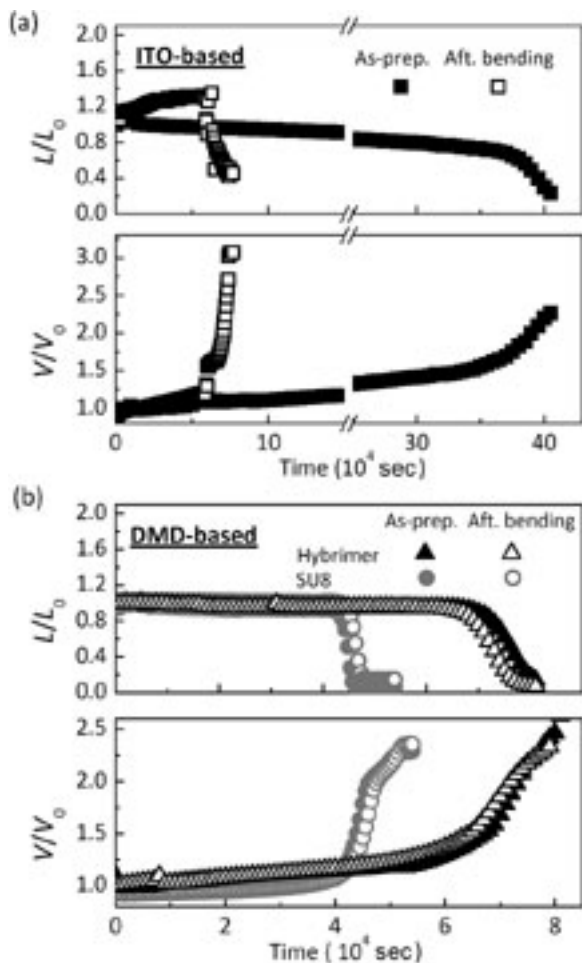 (a)
2.0
1.6
1.2
0.8
0.4
0.0
L/L₀
ITO-based
As-prep. Aft. bending
3.0
2.5
2.0
1.5
1.0
V/V₀
0 10 30 40
Time (10⁴ sec)
(b)
2.0
1.6
1.2
0.8
0.4
0.0
L/L₀
DMD-based
As-prep. Aft. bending
Hybrimer
SU8
2.5
2.0
1.5
1.0
V/V₀
0 2 4 6 8
Time (10⁴ sec)